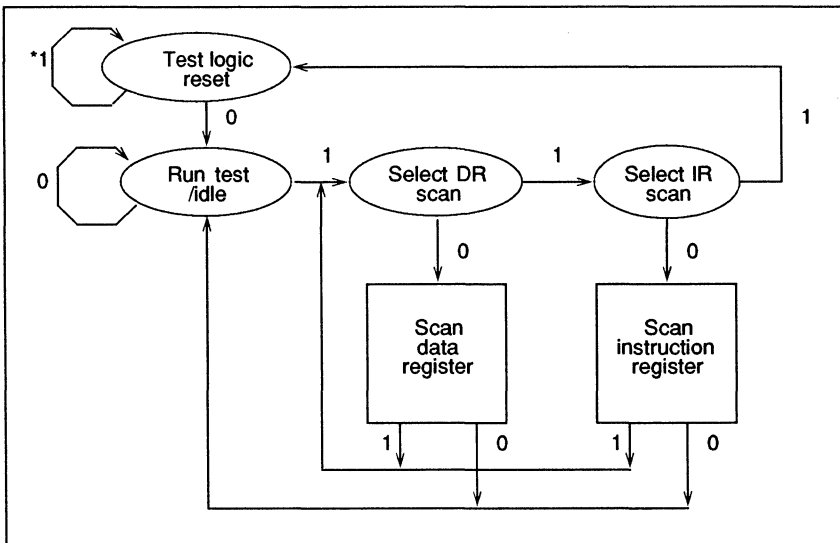 *1
Test logic
reset
0
1
0
Run test
/idle
1
Select DR
scan
1
Select IR
scan
0
0
Scan
data
register
Scan
instruction
register
1
0
1
0